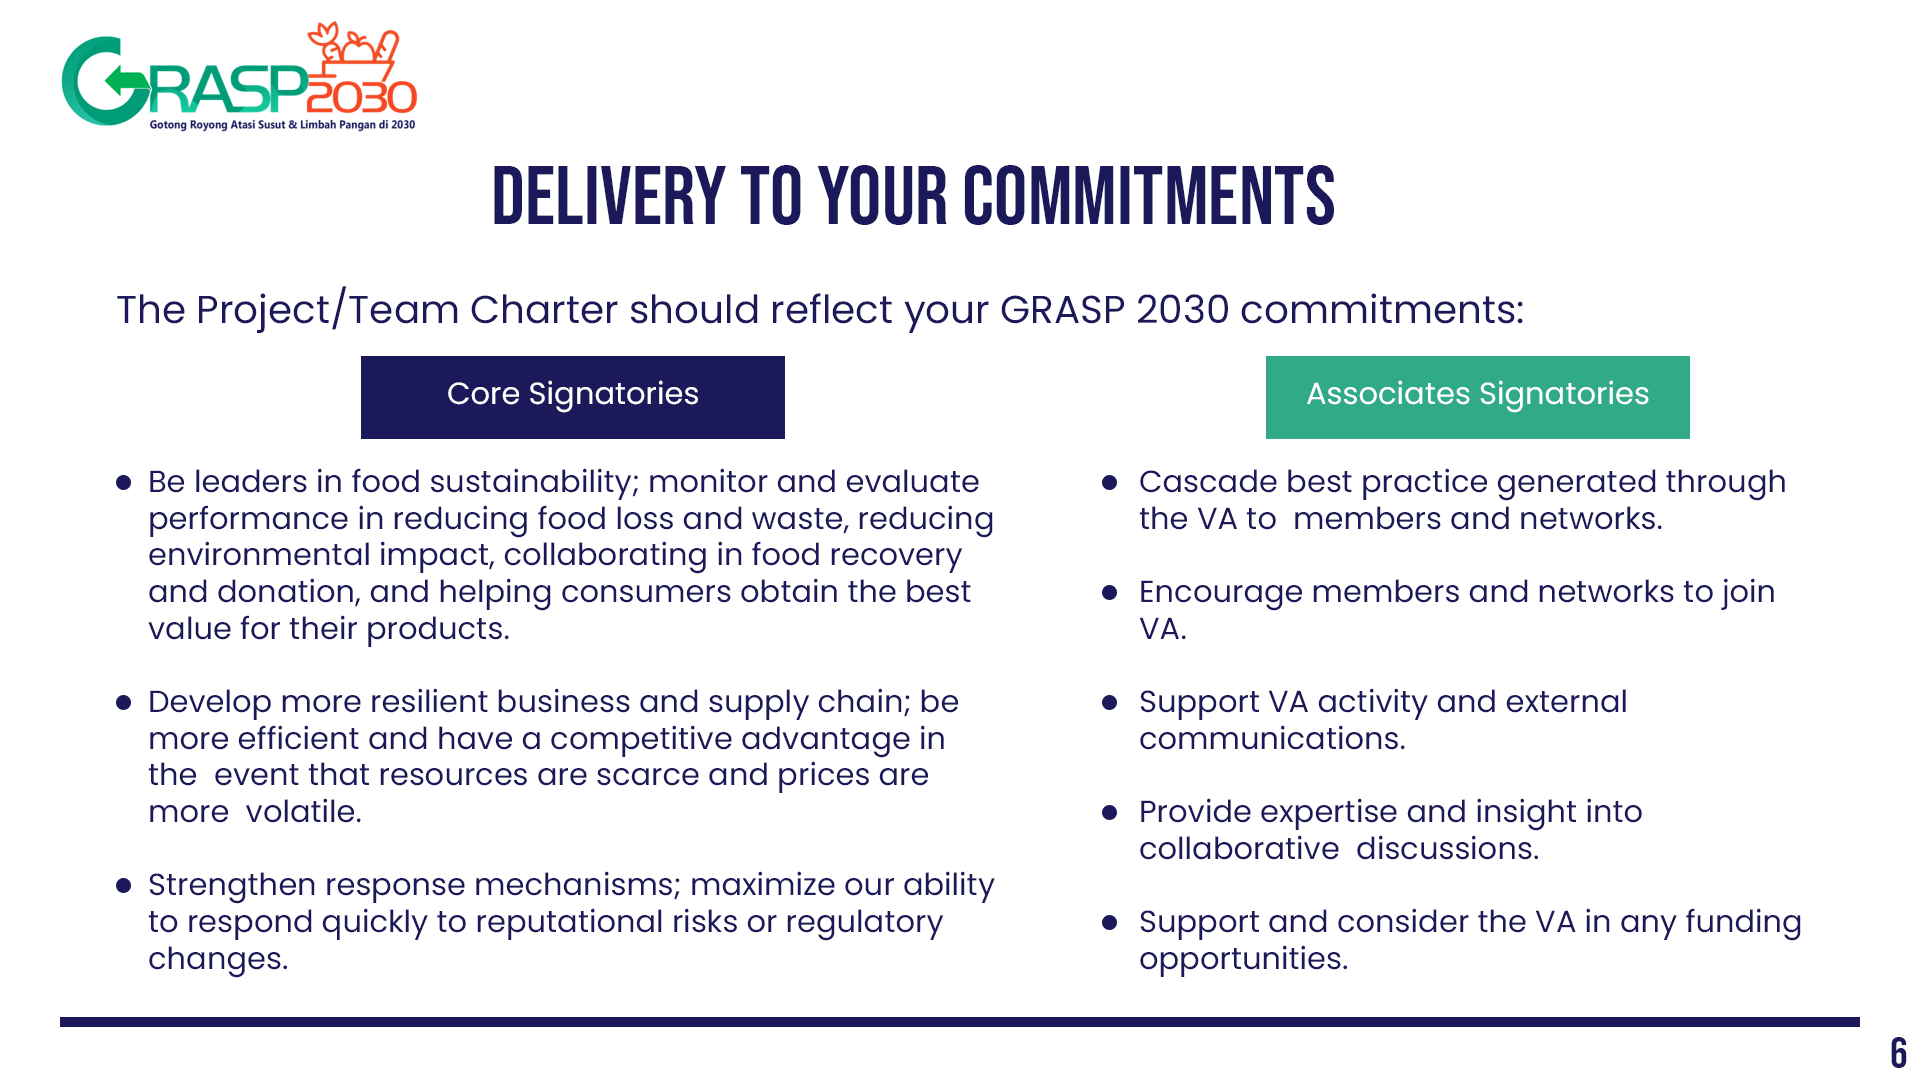 GRASP2030
Gotong Royong Atasi Susut & Limbah Pangan di 2030
DELIVERY TO YOUR COMMITMENTS
The Project/Team Charter should reflect your GRASP 2030 commitments:
Core Signatories
● Be leaders in food sustainability; monitor and evaluate
performance in reducing food loss and waste, reducing
environmental impact, collaborating in food recovery
and donation, and helping consumers obtain the best
value for their products.
● Develop more resilient business and supply chain; be
more efficient and have a competitive advantage in
the  event that resources are scarce and prices are
more  volatile.
● Strengthen response mechanisms; maximize our ability
to respond quickly to reputational risks or regulatory
changes.
Associates Signatories
● Cascade best practice generated through
the VA to  members and networks.
● Encourage members and networks to join
VA.
● Support VA activity and external
communications.
● Provide expertise and insight into
collaborative  discussions.
● Support and consider the VA in any funding
opportunities.
6